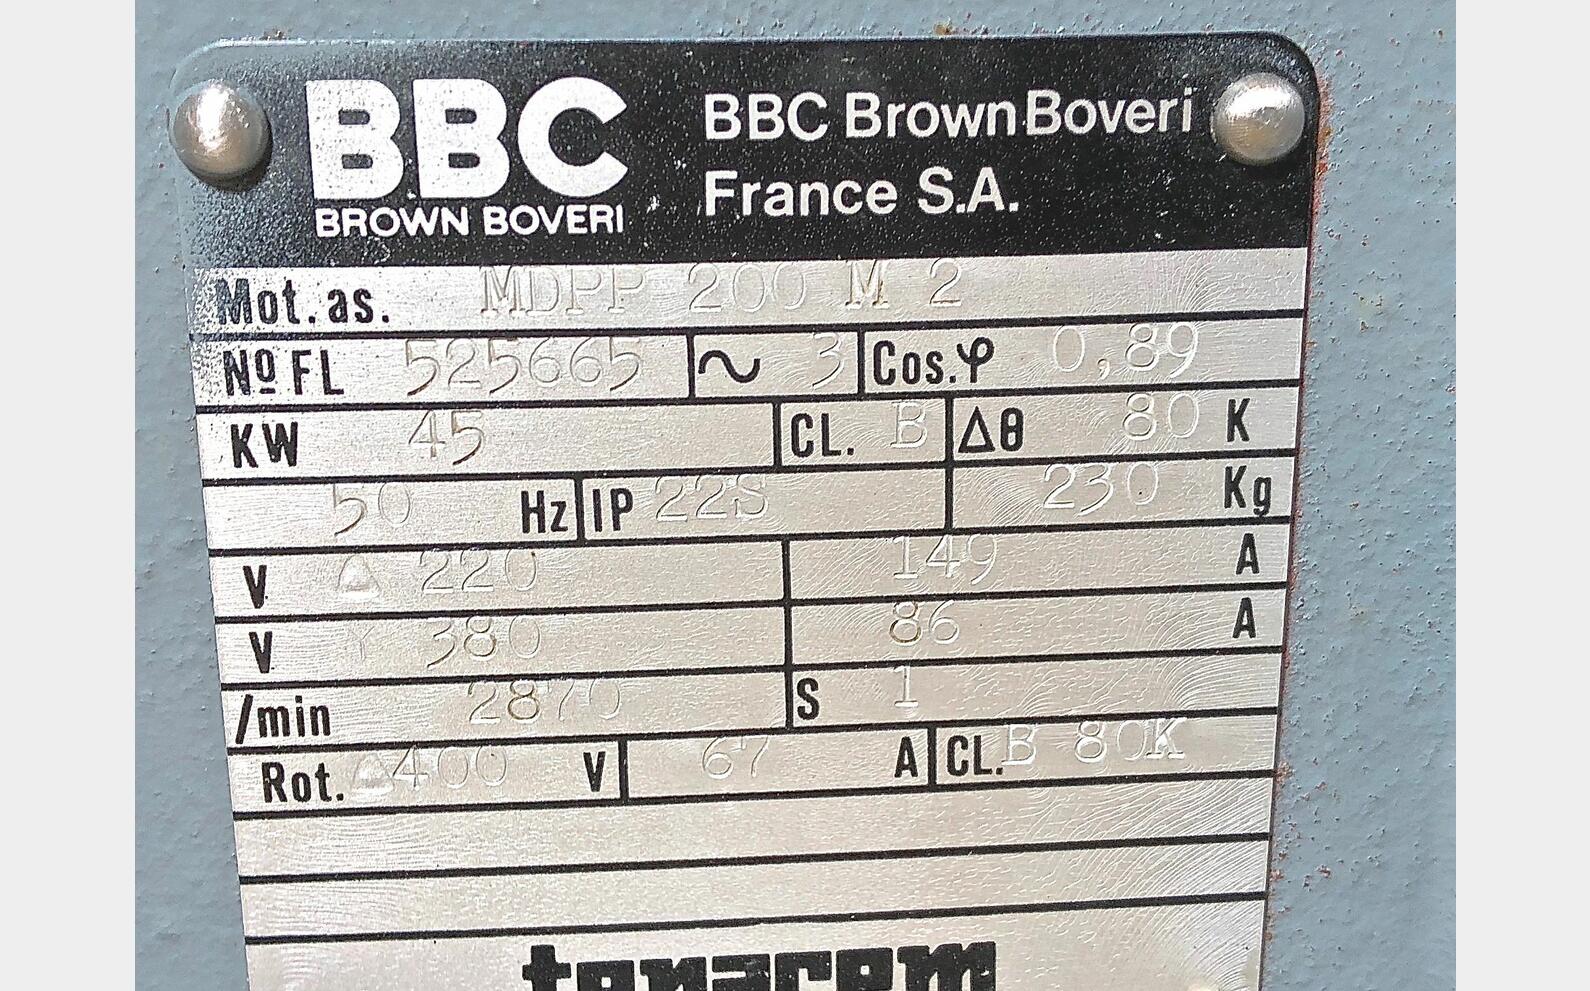 BBC BROWN BOVERI
BBC Brown Boveri
France S.A.
Mot. as. MDPP 200 M 2
Nº FL 525665 ~ 3 Cos.φ 0,89
KW 45 CL. B Δθ 80 K
50 Hz IP 22S 230 Kg
V Δ 220 149 A
V Y 380 86 A
/min 2870 S 1
Rot. Δ 400 V 67 A CL. B 80K